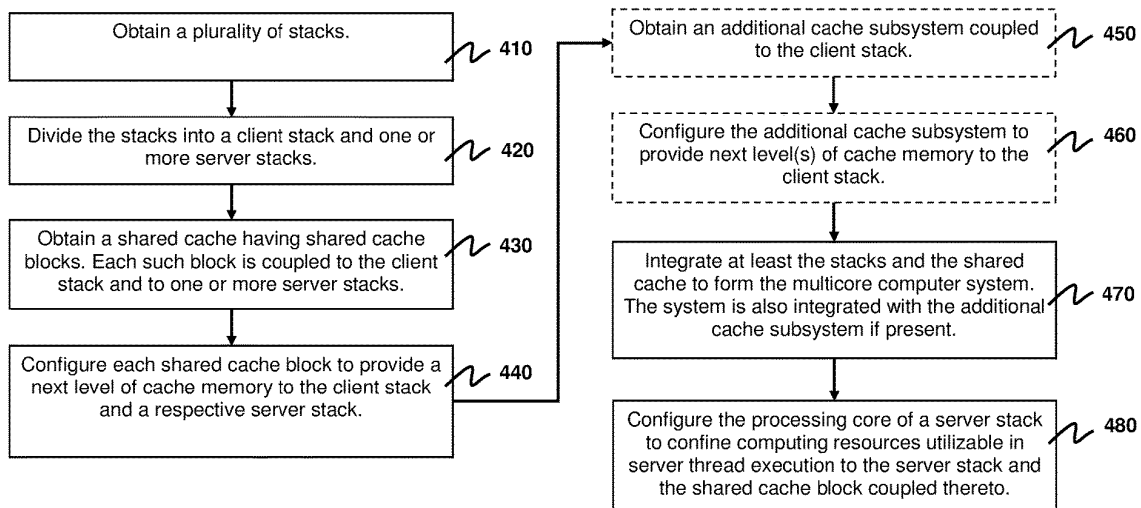 Obtain a plurality of stacks.
410
Divide the stacks into a client stack and one or
more server stacks.
420
Obtain a shared cache having shared cache
blocks. Each such block is coupled to the client
stack and to one or more server stacks.
430
Configure each shared cache block to provide a
next level of cache memory to the client stack
and a respective server stack.
440
Obtain an additional cache subsystem coupled
to the client stack.
450
Configure the additional cache subsystem to
provide next level(s) of cache memory to the
client stack.
460
Integrate at least the stacks and the shared
cache to form the multicore computer system.
The system is also integrated with the additional
cache subsystem if present.
470
Configure the processing core of a server stack
to confine computing resources utilizable in
server thread execution to the server stack and
the shared cache block coupled thereto.
480